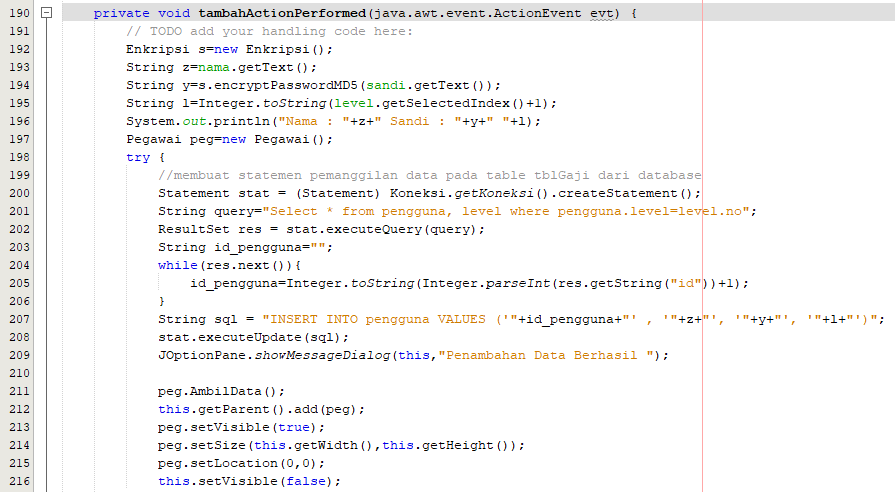 190 private void tambahActionPerformed(java.awt.event.ActionEvent evt) {
191 // TODO add your handling code here:
192 Enkripsi s=new Enkripsi();
193 String z=nama.getText();
194 String y=s.encryptPasswordMD5(sandi.getText());
195 String l=Integer.toString(level.getSelectedIndex()+1);
196 System.out.println("Nama : "+z+" Sandi : "+y+" "+l);
197 Pegawai peg=new Pegawai();
198 try {
199 //membuat statemen pemanggilan data pada table tblGaji dari database
200 Statement stat = (Statement) Koneksi.getKoneksi().createStatement();
201 String query="Select * from pengguna, level where pengguna.level=level.no";
202 ResultSet res = stat.executeQuery(query);
203 String id_pengguna="";
204 while(res.next()){
205 id_pengguna=Integer.toString(Integer.parseInt(res.getString("id"))+1);
206 }
207 String sql = "INSERT INTO pengguna VALUES ('"+id_pengguna+"' , '"+z+"', '"+y+"', '"+l+"')";
208 stat.executeUpdate(sql);
209 JOptionPane.showMessageDialog(this,"Penambahan Data Berhasil ");
210
211 peg.AmbilData();
212 this.getParent().add(peg);
213 peg.setVisible(true);
214 peg.setSize(this.getWidth(),this.getHeight());
215 peg.setLocation(0,0);
216 this.setVisible(false);